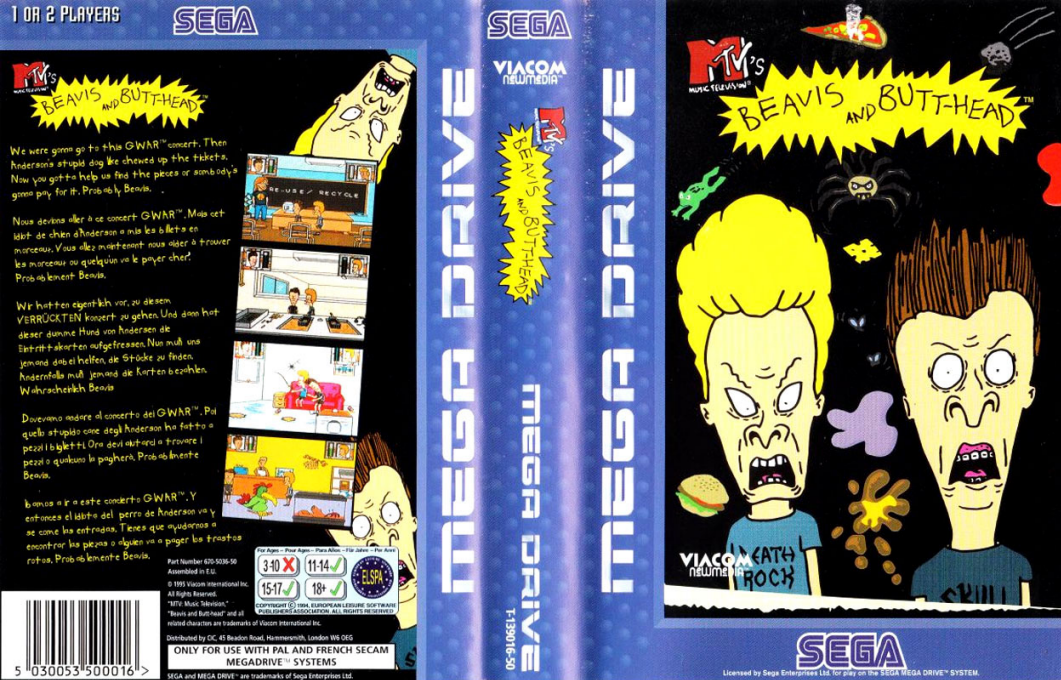 1 OR 2 PLAYERS
SEGA
MTV'S
MUSIC TELEVISION®
BEAVIS AND BUTT-HEAD™
We were gonna go to this GWAR™ concert. Then
Anderson's stupid dog like chewed up the tickets.
Now you gotta help us find the pieces or somebody's
gonna pay for it. Probably Beavis.
Nous devions aller à ce concert GWAR™. Mais cet
idiot de chien d'Anderson a mis les billets en
morceaux. Vous allez maintenant nous aider à trouver
les morceaux ou quelqu'un va le payer cher!
Probablement Beavis.
Wir hatten eigentlich vor, zu diesem
VERRÜCKTEN konzert zu gehen. Und dann hat
dieser dumme Hund von Andersen die
Eintrittskarten aufgefressen. Nun muß uns
jemand dabei helfen, die Stücke zu finden.
Andernfalls muß jemand die Karten bezahlen.
Wahrscheinlich Beavis
Dovevamo andare al concerto dei GWAR™. Poi
quello stupido cane degli Anderson ha fatto a
pezzi i biglietti. Ora devi aiutarci a trovare i
pezzi o qualcuno la pagherà. Probabilmente
Beavis.
Ibamos a ir a este concierto GWAR™. Y
entonces el idiota del perro de Anderson va y
se come las entradas. Tienes que ayudarnos a
encontrar las piezas o alguien va a pagar los trastos
rotos. Probablemente Beavis.
RE-USE/ RECYCLE
Part Number 670-5036-50
Assembled in E.U.
© 1995 Viacom International Inc.
All Rights Reserved.
"MTV: Music Television,"
"Beavis and Butt-head" and all
related characters are trademarks of Viacom International Inc.
For Ages – Pour Ages – Para Años – Für Jahre – Per Anni
3-10
11-14
15-17
18+
ELSPA
COPYRIGHT © 1994, EUROPEAN LEISURE SOFTWARE
PUBLISHERS ASSOCIATION. ALL RIGHTS RESERVED
Distributed by CIC, 45 Beadon Road, Hammersmith, London W6 OEG
ONLY FOR USE WITH PAL AND FRENCH SECAM
MEGADRIVE™ SYSTEMS
SEGA and MEGA DRIVE™ are trademarks of Sega Enterprises Ltd.
5 030053 500016 >
MEGA DRIVE
SEGA
VIACOM
NEWMEDIA™
MTV'S
BEAVIS AND BUTT-HEAD
MEGA DRIVE
T-139016-50
MEGA DRIVE
MTV'S
MUSIC TELEVISION®
BEAVIS AND BUTT-HEAD™
VIACOM
NEWMEDIA
DEATH
ROCK
SKULL
SEGA
Licensed by Sega Enterprises Ltd. for play on the SEGA MEGA DRIVE™ SYSTEM.